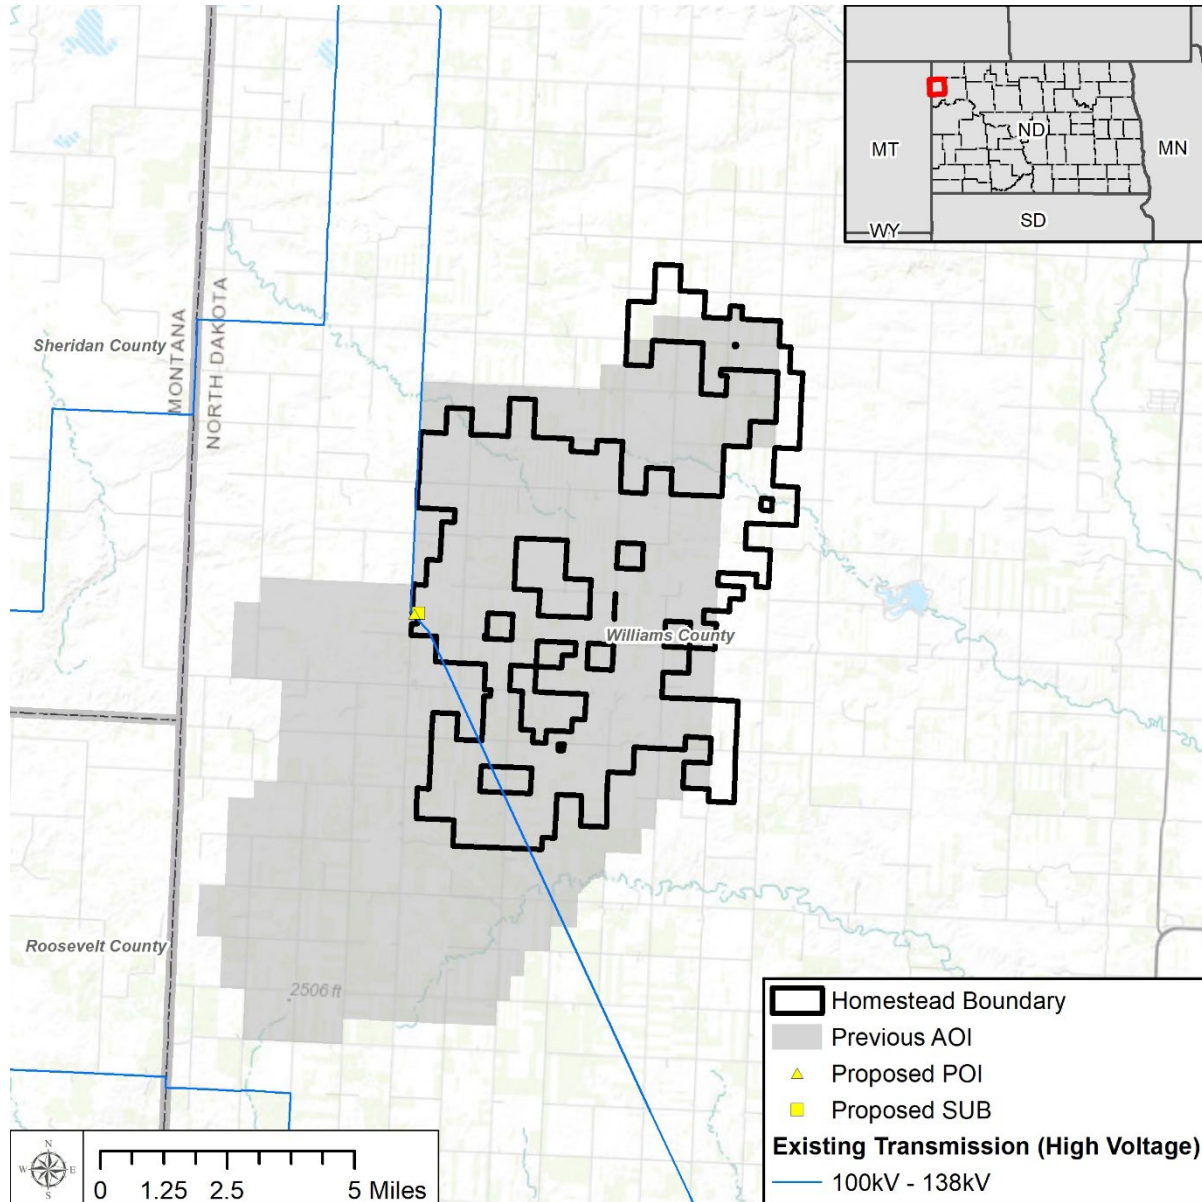 MT
ND
MN
WY
SD
MONTANA
NORTH DAKOTA
Sheridan County
Williams County
Roosevelt County
2506 ft
Homestead Boundary
Previous AOI
Proposed POI
Proposed SUB
Existing Transmission (High Voltage)
100kV - 138kV
N
W E
S
0 1.25 2.5 5 Miles